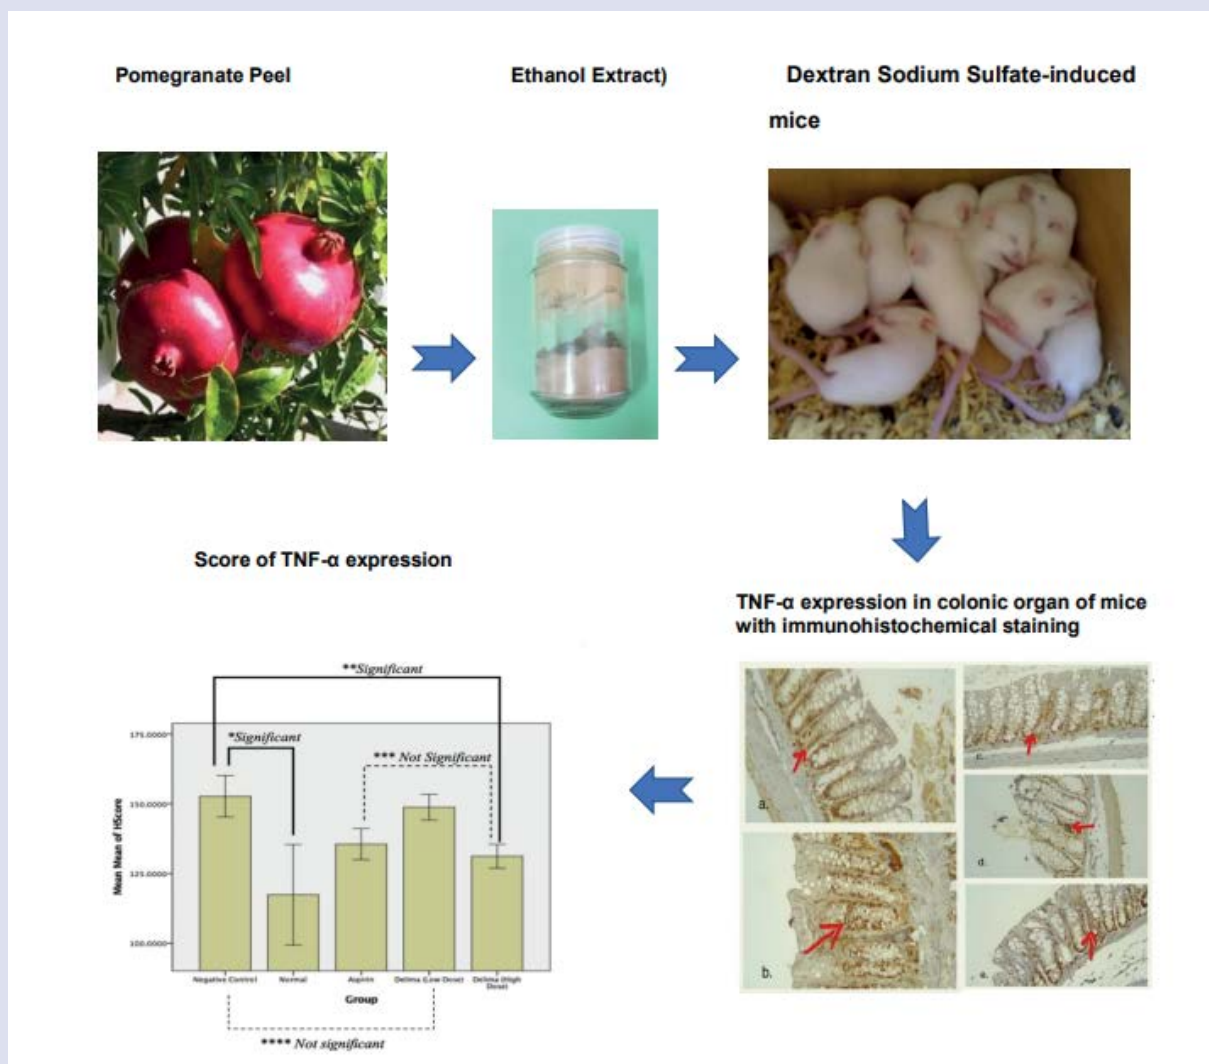 Pomegranate Peel
Ethanol Extract)
Dextran Sodium Sulfate-induced
mice
Score of TNF-α expression
TNF-α expression in colonic organ of mice
with immunohistochemical staining
**Significant
*Significant
*** Not Significant
175.0000
150.0000
125.0000
100.0000
Mean Mean of HScore
Negative Control
Normal
Aspirin
Delima (Low Dose)
Delima (High
Dose)
Group
**** Not significant
a.
b.
c.
d.
e.